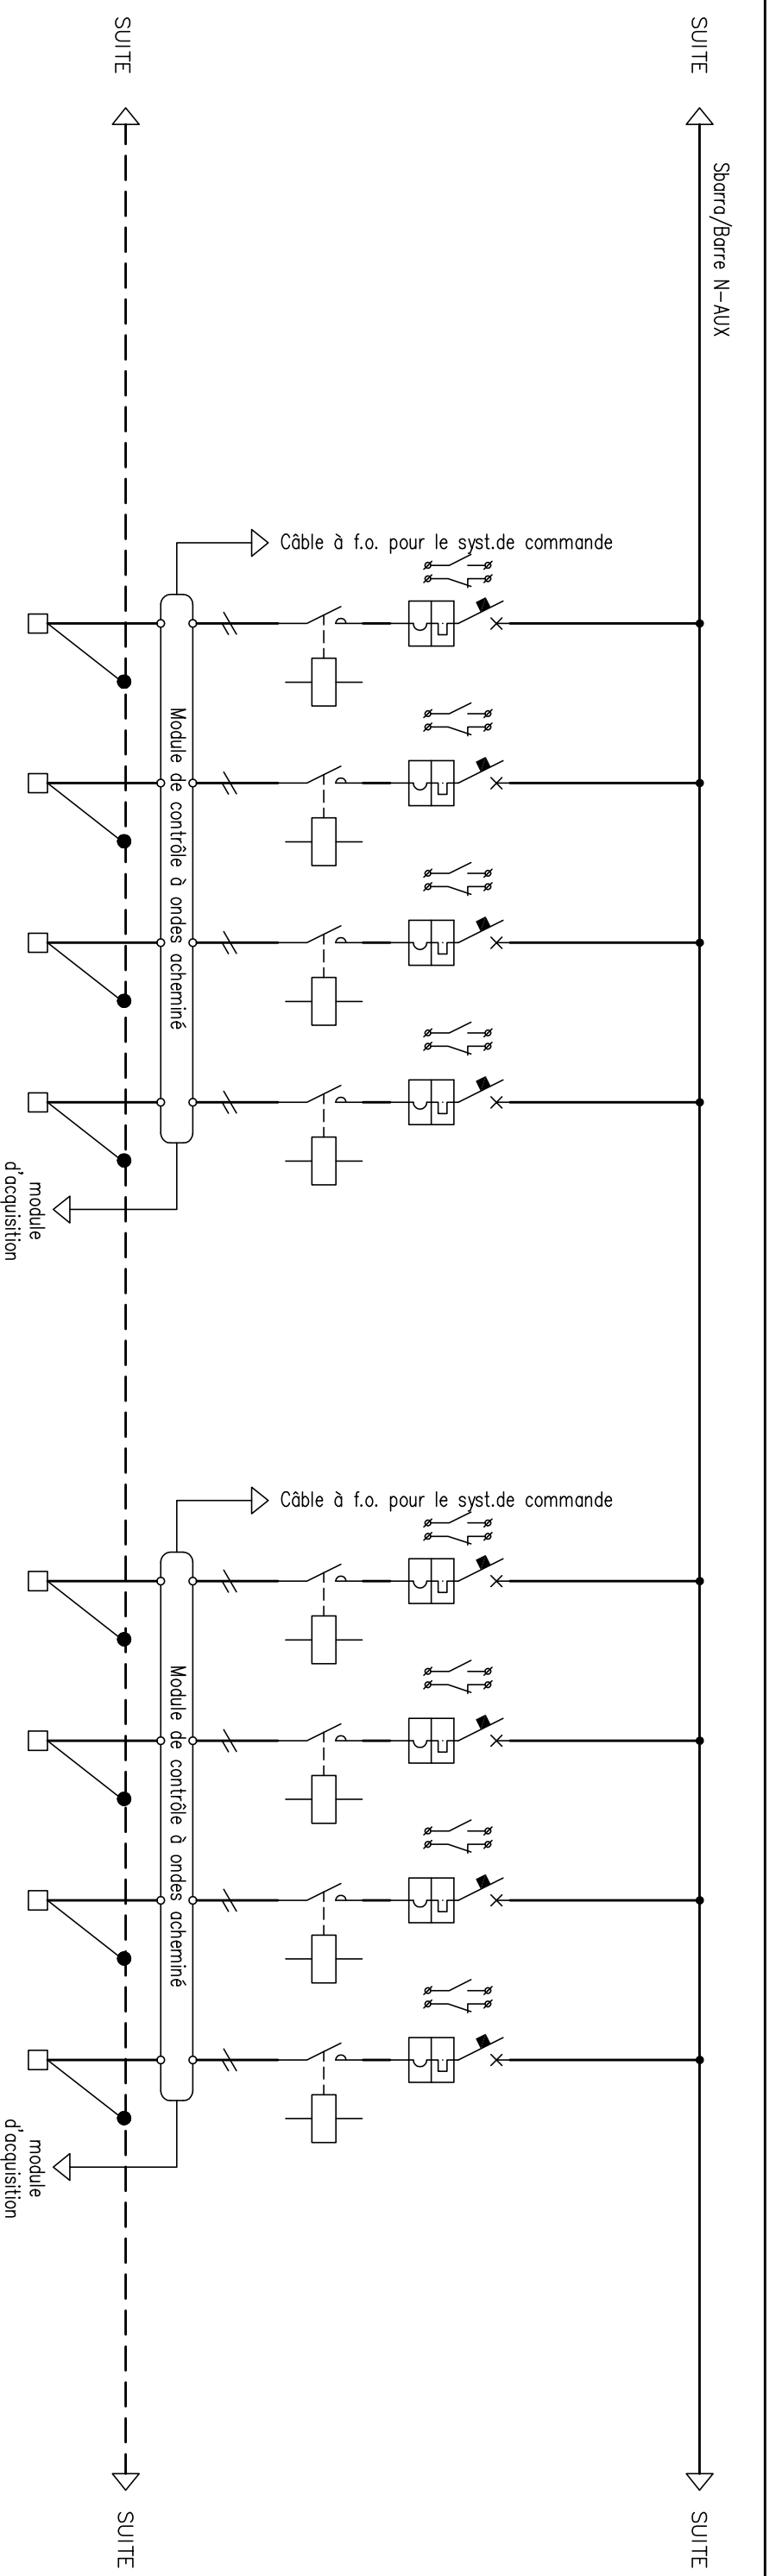 SUITE
SUITE
Sbarra/Barre N-AUX
Câble à f.o. pour le syst.de commande
Module de contrôle à ondes acheminé
module
d'acquisition
Câble à f.o. pour le syst.de commande
Module de contrôle à ondes acheminé
module
d'acquisition
SUITE
SUITE